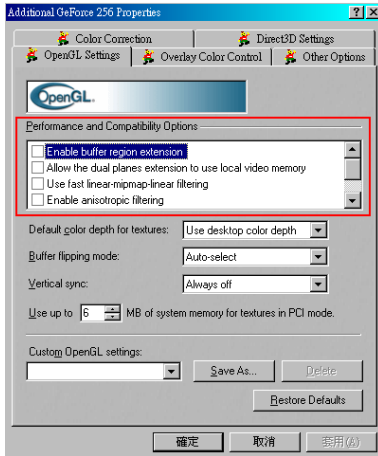 Additional GeForce 256 Properties
Color Correction
Direct3D Settings
OpenGL Settings
Overlay Color Control
Other Options
OpenGL.
Performance and Compatibility Options
Enable buffer region extension
Allow the dual planes extension to use local video memory
Use fast linear-mipmap-linear filtering
Enable anisotropic filtering
Default color depth for textures: Use desktop color depth
Buffer flipping mode: Auto-select
Vertical sync: Always off
Use up to 6 MB of system memory for textures in PCI mode.
Custom OpenGL settings:
Save As... Delete
Restore Defaults
確定 取消 套用(A)